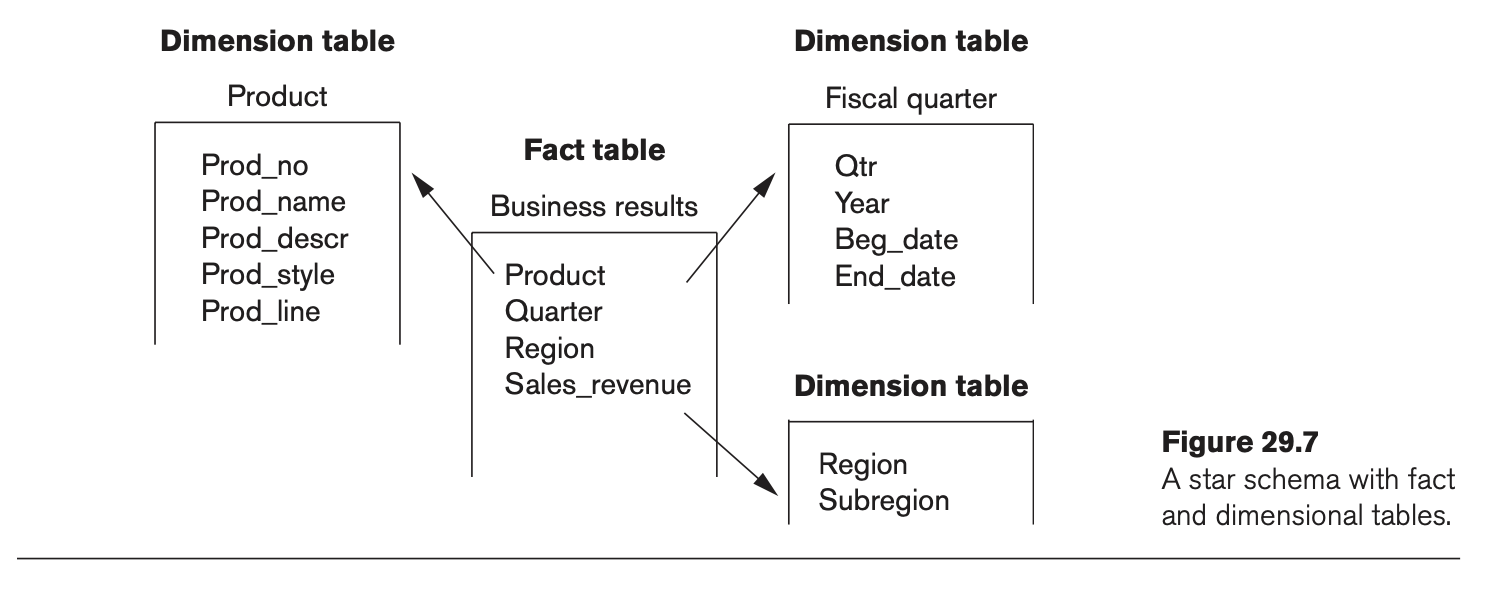 Dimension table
Product
Prod_no
Prod_name
Prod_descr
Prod_style
Prod_line
Fact table
Business results
Product
Quarter
Region
Sales_revenue
Dimension table
Fiscal quarter
Qtr
Year
Beg_date
End_date
Dimension table
Region
Subregion
Figure 29.7
A star schema with fact
and dimensional tables.